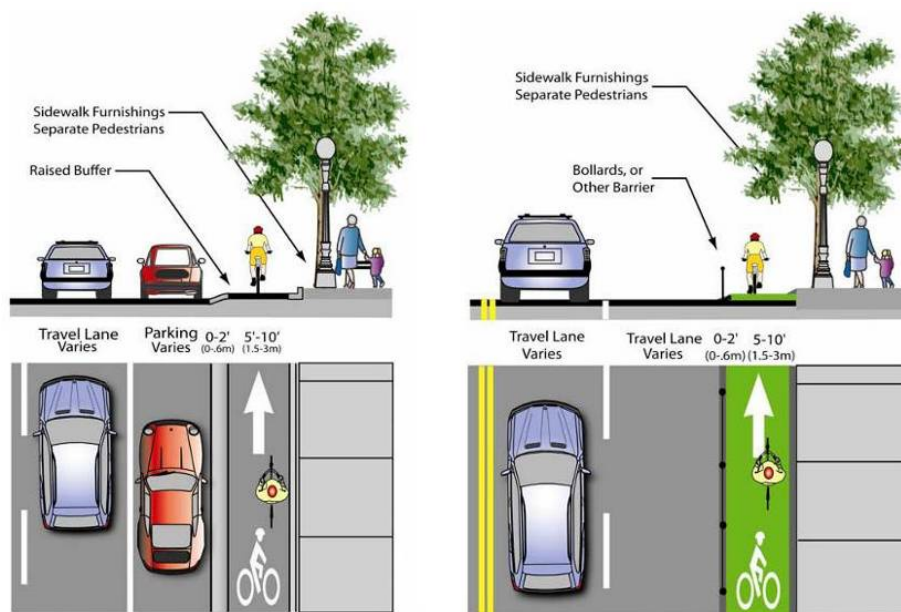 Sidewalk Furnishings
Separate Pedestrians
Raised Buffer
Travel Lane
Varies
Parking
Varies
0-2'
(0-.6m)
5'-10'
(1.5-3m)
Sidewalk Furnishings
Separate Pedestrians
Bollards, or
Other Barrier
Travel Lane
Varies
Travel Lane
Varies
0-2'
(0-.6m)
5-10'
(1.5-3m)